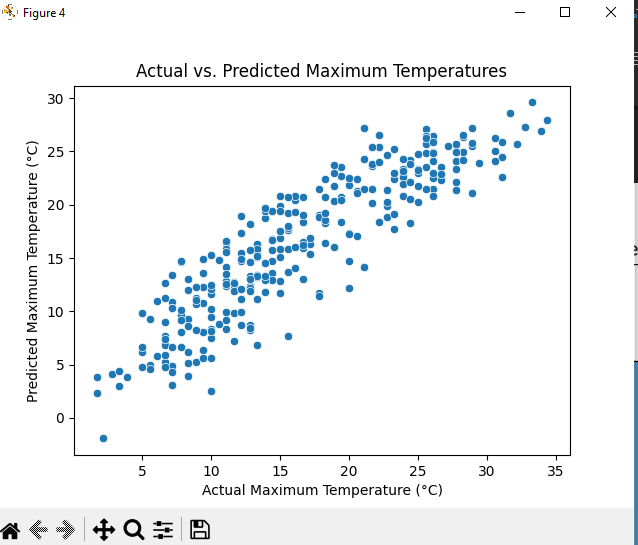 Figure 4
Actual vs. Predicted Maximum Temperatures
Predicted Maximum Temperature (°C)
30
25
20
15
10
5
0
5 10 15 20 25 30 35
Actual Maximum Temperature (°C)